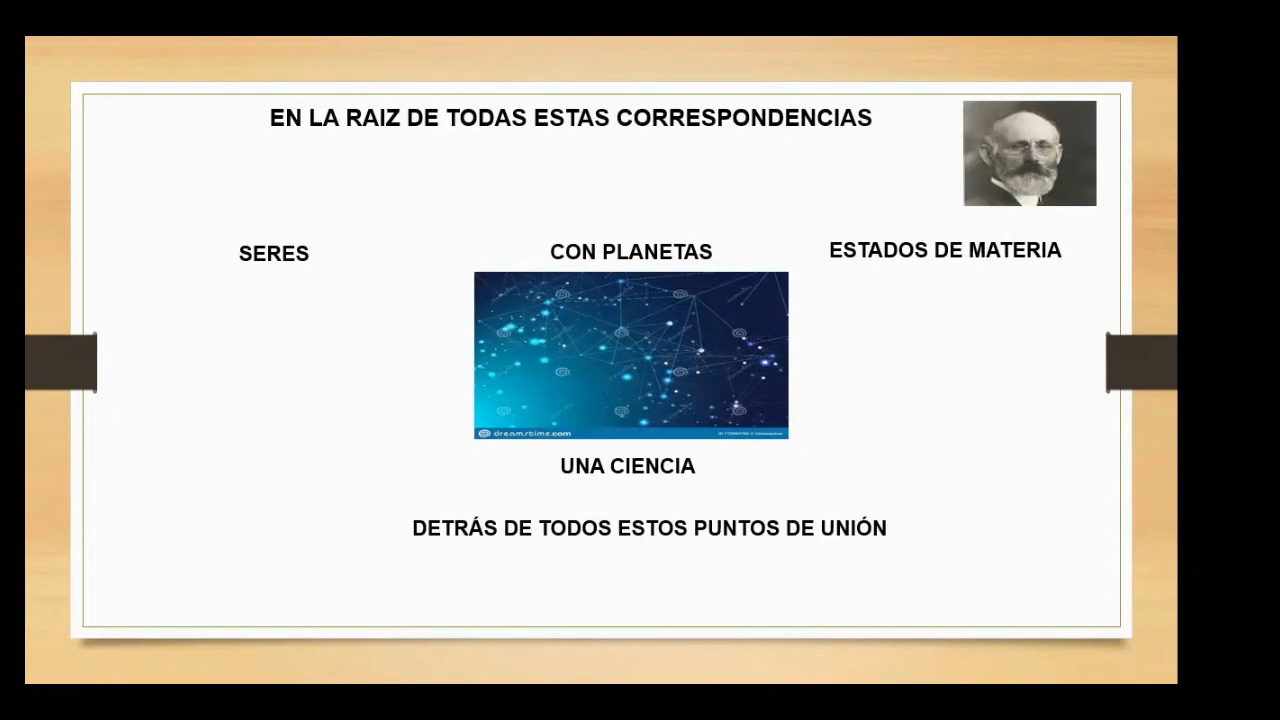 EN LA RAIZ DE TODAS ESTAS CORRESPONDENCIAS
SERES
CON PLANETAS
ESTADOS DE MATERIA
dreamstime.com
UNA CIENCIA
DETRÁS DE TODOS ESTOS PUNTOS DE UNIÓN